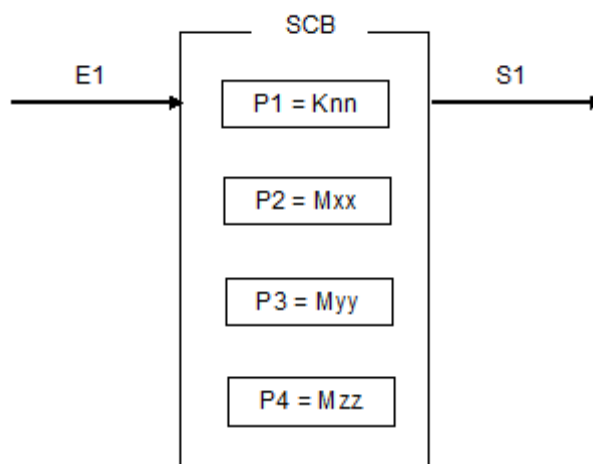 SCB
E1
S1
P1 = Knn
P2 = Mxx
P3 = Myy
P4 = Mzz